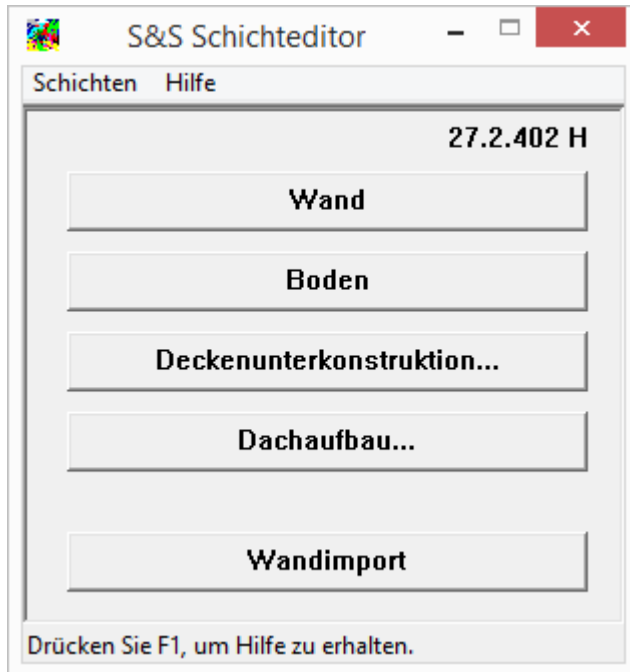 S&S Schichteditor
Schichten Hilfe
27.2.402 H
Wand
Boden
Deckenunterkonstruktion...
Dachaufbau...
Wandimport
Drücken Sie F1, um Hilfe zu erhalten.